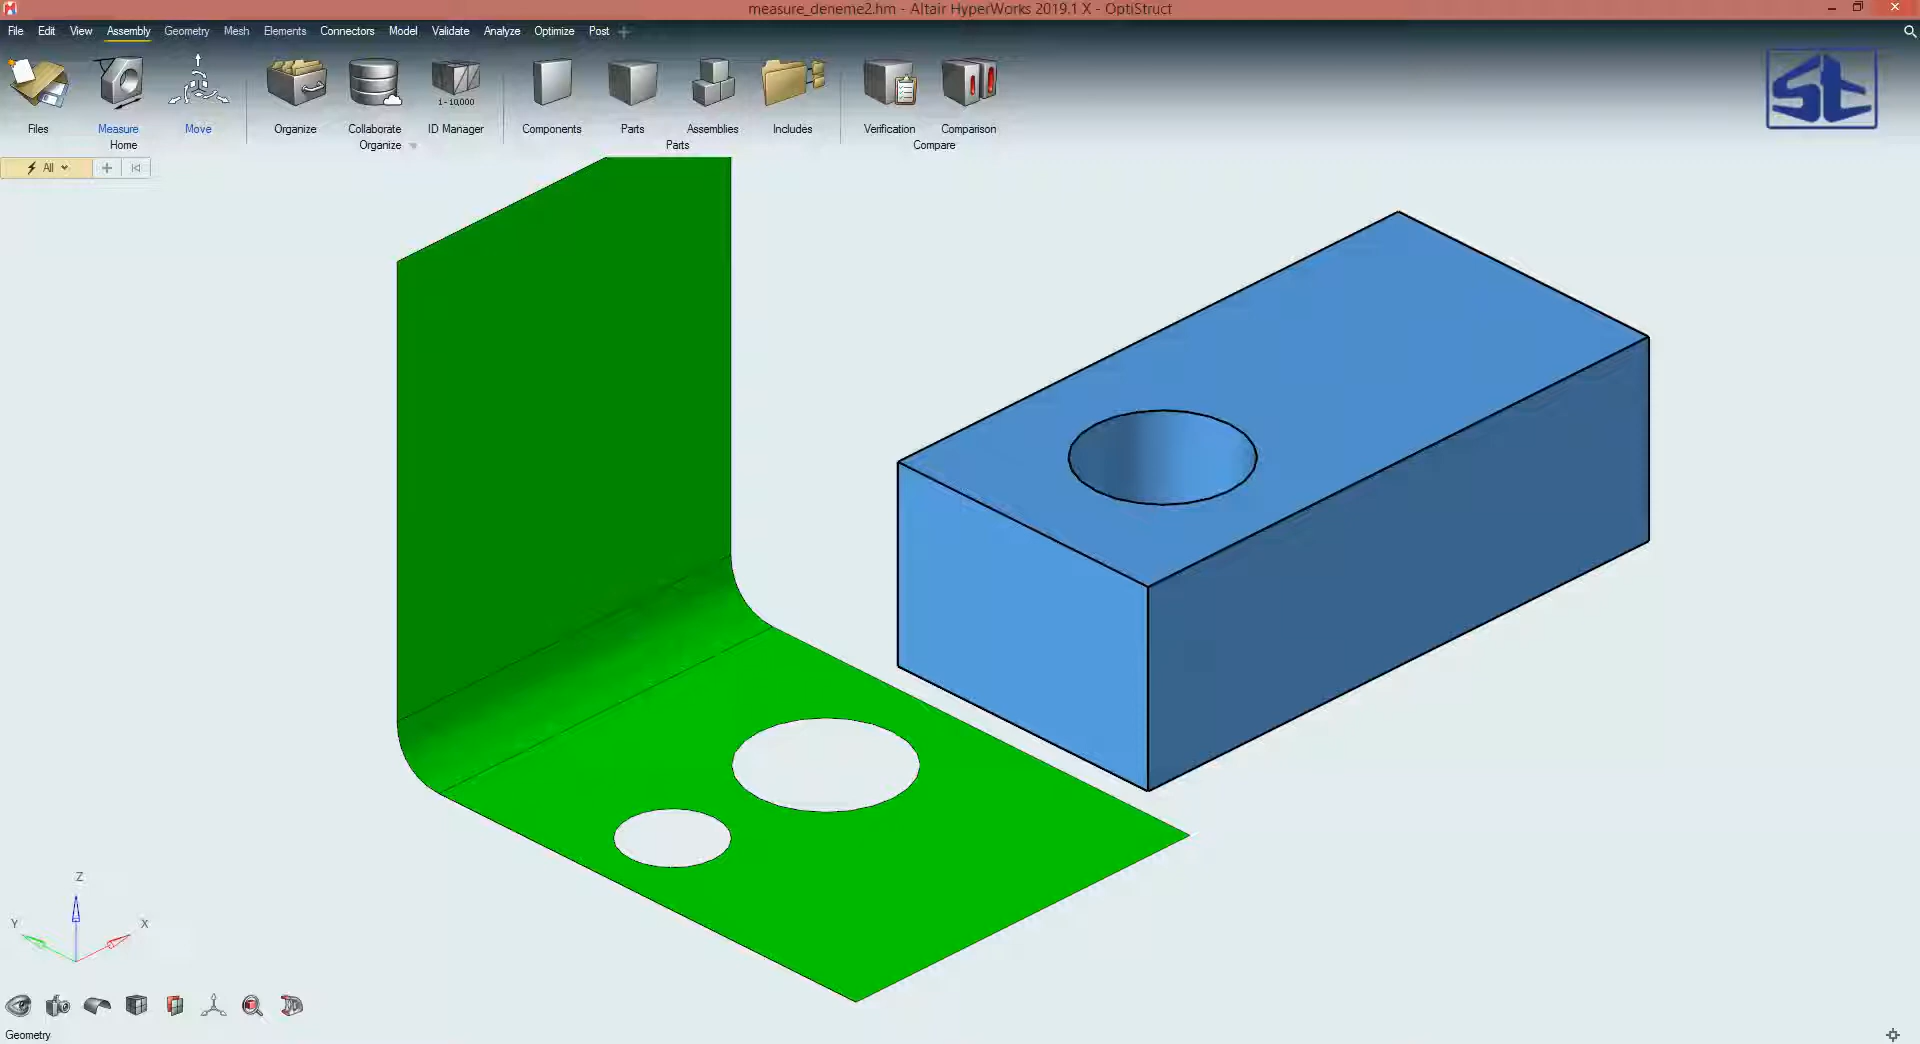 measure_deneme2.hm - Altair HyperWorks 2019.1 X - OptiStruct
File Edit View Assembly Geometry Mesh Elements Connectors Model Validate Analyze Optimize Post
1-10,000
Files Measure Move Organize Collaborate ID Manager Components Parts Assemblies Includes Verification Comparison
Home Organize Parts Compare
All
St
Z
Y X
Geometry